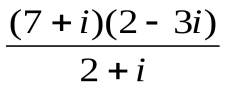 (7 + i)(2 − 3i)
2 + i